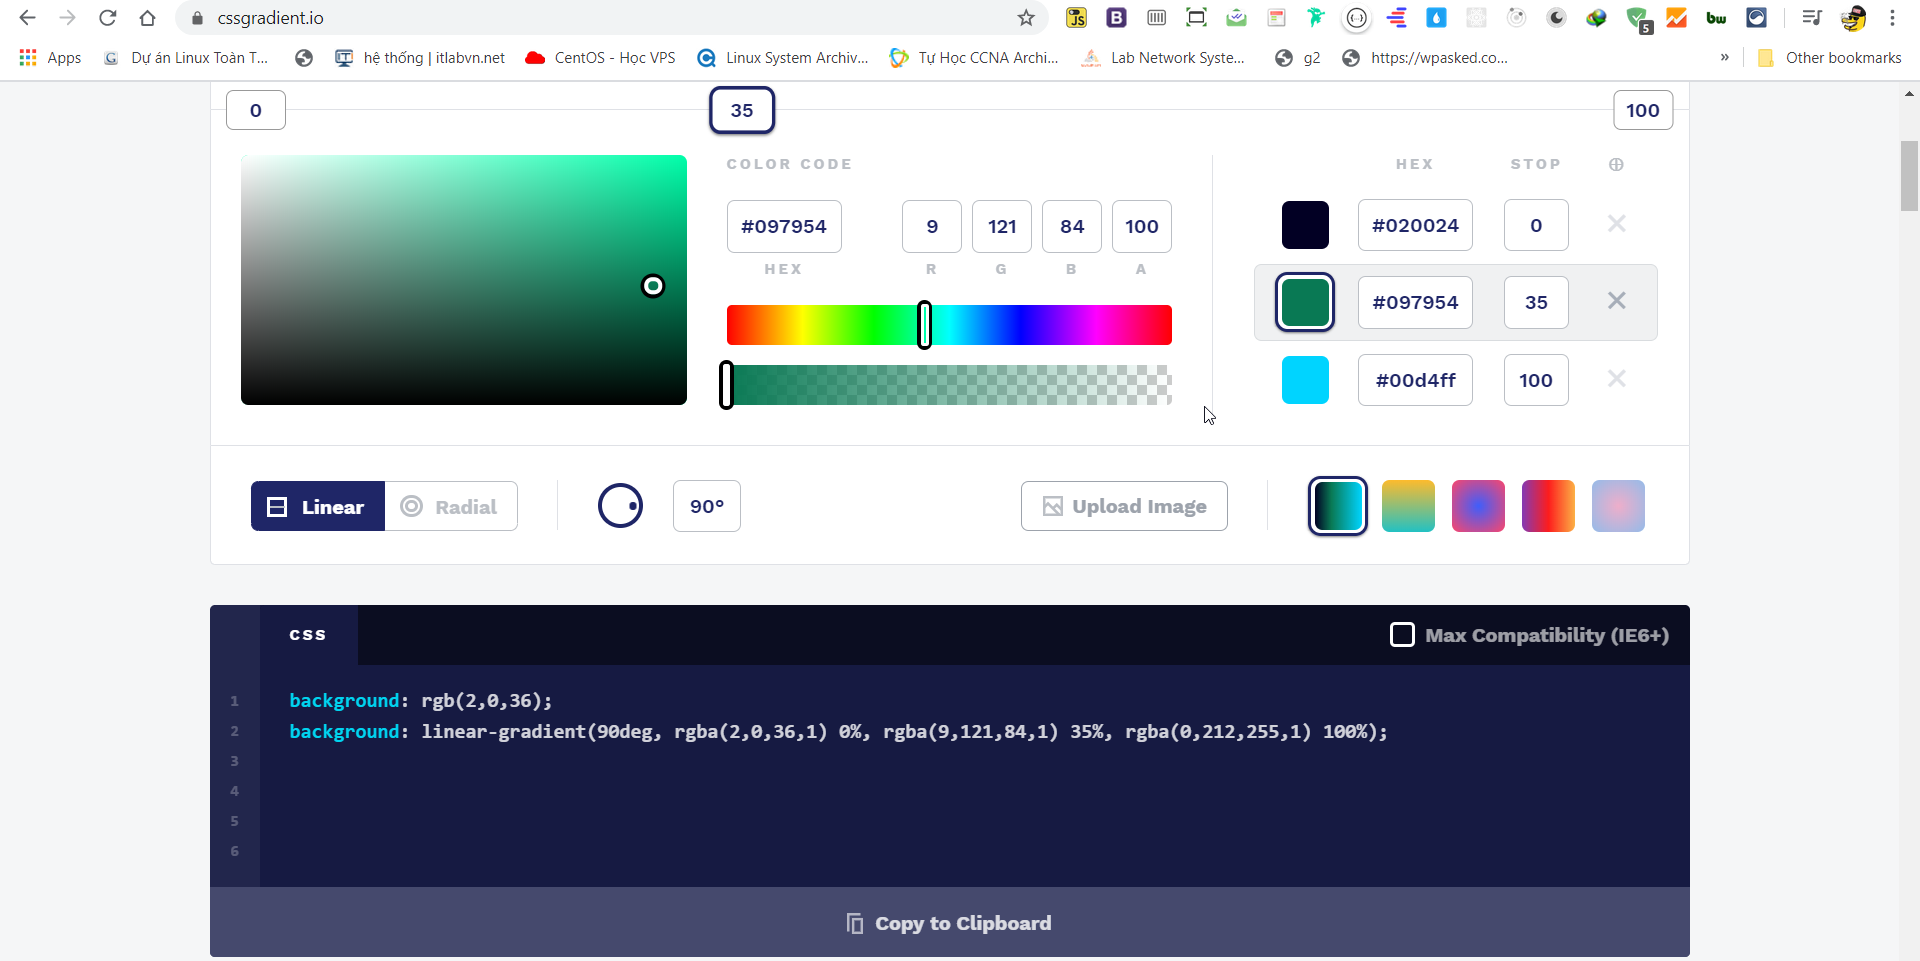 cssgradient.io
JS
B
5
bw
Apps
Dự án Linux Toàn T...
hệ thống | itlabvn.net
CentOS - Học VPS
Linux System Archiv...
Tự Học CCNA Archi...
Lab Network Syste...
g2
https://wpasked.co...
»
Other bookmarks
0
35
100
COLOR CODE
HEX
STOP
#097954
9
121
84
100
HEX
R
G
B
A
#020024
0
#097954
35
#00d4ff
100
Linear
Radial
90°
Upload Image
CSS
Max Compatibility (IE6+)
1
background: rgb(2,0,36);
2
background: linear-gradient(90deg, rgba(2,0,36,1) 0%, rgba(9,121,84,1) 35%, rgba(0,212,255,1) 100%);
3
4
5
6
Copy to Clipboard